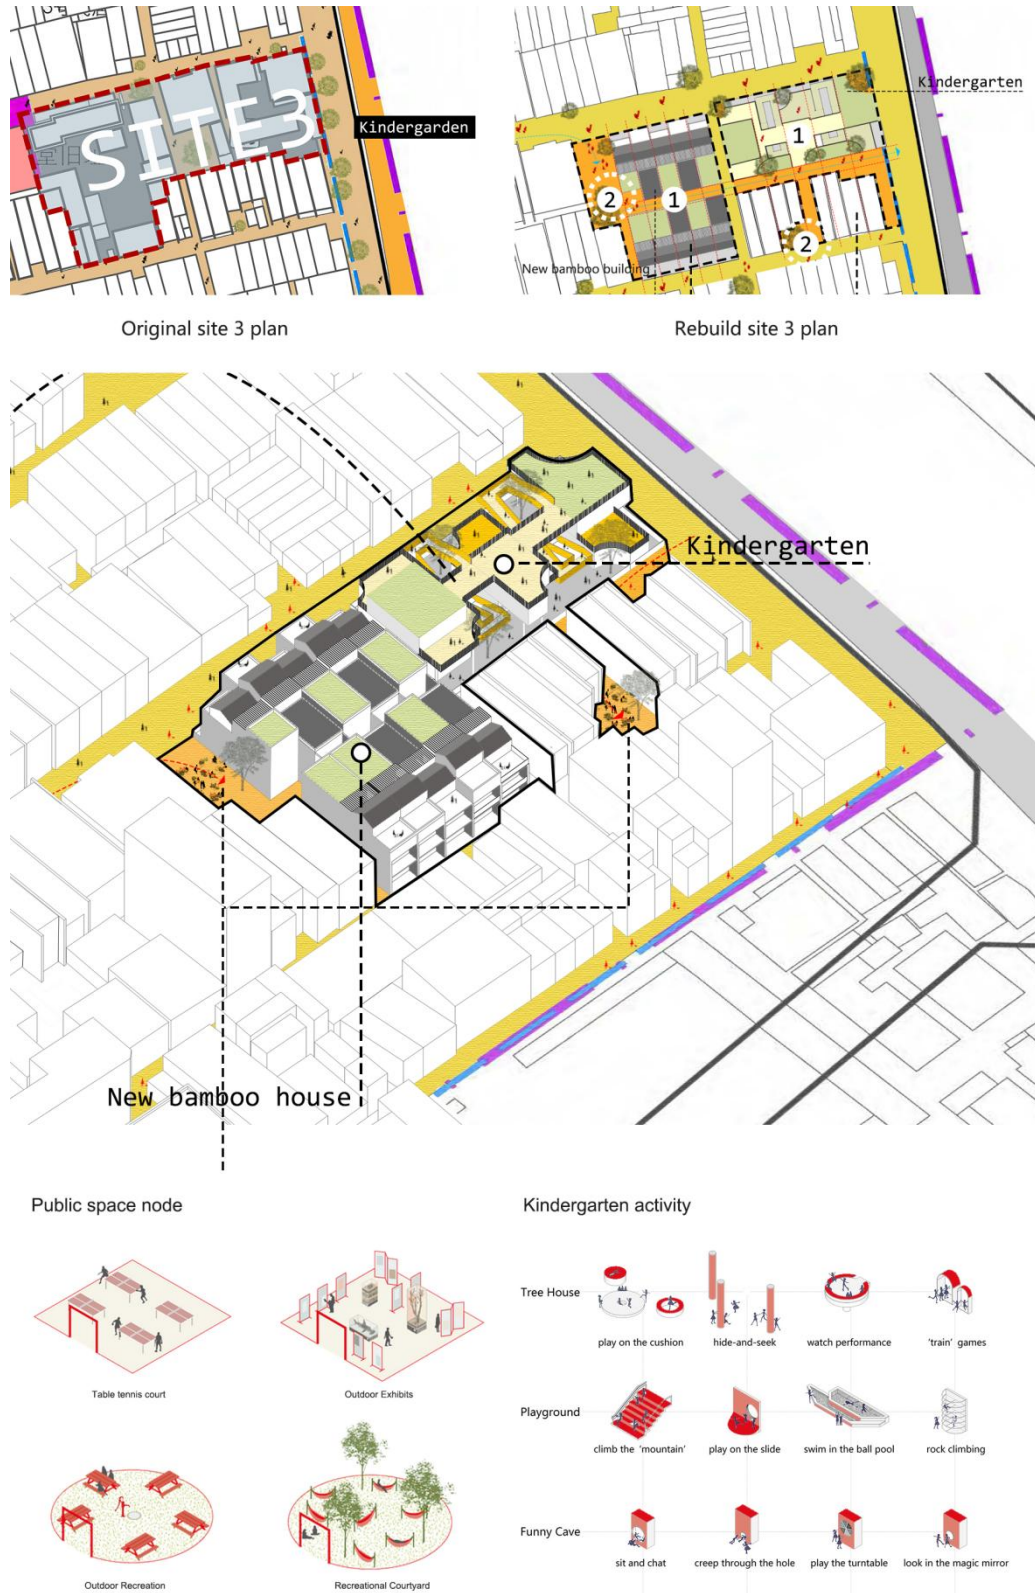 SITE3
Kindergarden
Kindergarten
1
2
1
2
New bamboo building
Original site 3 plan
Rebuild site 3 plan
Kindergarten
New bamboo house
Public space node
Kindergarten activity
Tree House
play on the cushion
hide-and-seek
watch performance
'train' games
Table tennis court
Outdoor Exhibits
Playground
climb the 'mountain'
play on the slide
swim in the ball pool
rock climbing
Funny Cave
sit and chat
creep through the hole
play the turntable
look in the magic mirror
Outdoor Recreation
Recreational Courtyard